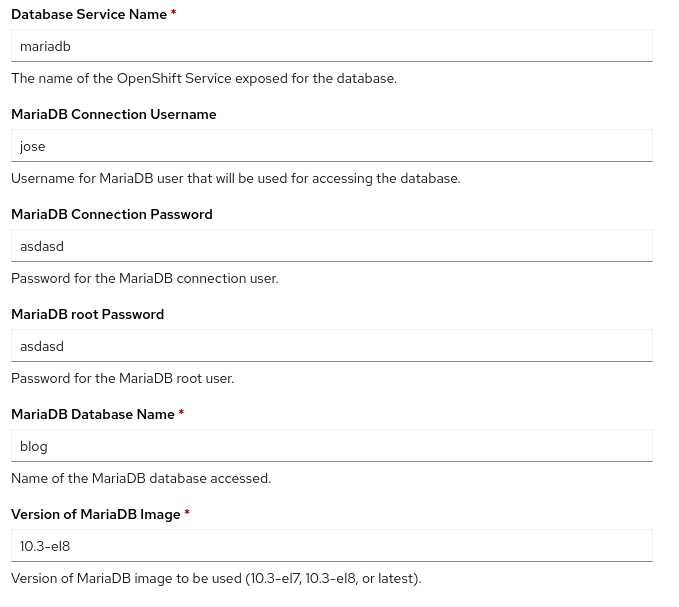 Database Service Name *
mariadb
The name of the OpenShift Service exposed for the database.
MariaDB Connection Username
jose
Username for MariaDB user that will be used for accessing the database.
MariaDB Connection Password
asdasd
Password for the MariaDB connection user.
MariaDB root Password
asdasd
Password for the MariaDB root user.
MariaDB Database Name *
blog
Name of the MariaDB database accessed.
Version of MariaDB Image *
10.3-el8
Version of MariaDB image to be used (10.3-el7, 10.3-el8, or latest).